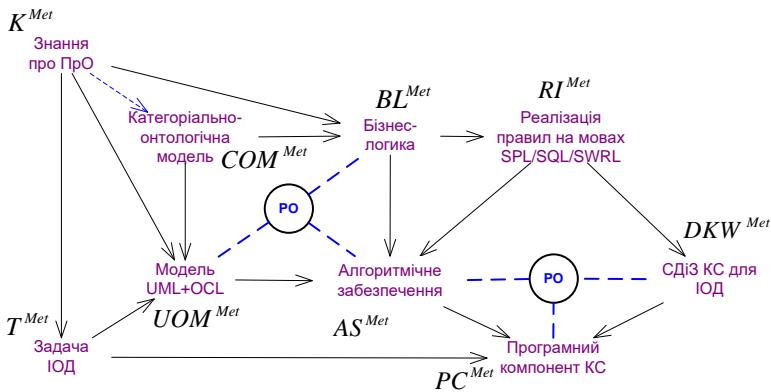 K^Met
Знання
про ПрО
Категоріально-
онтологічна
модель
COM^Met
BL^Met
Бізнес-
логика
RI^Met
Реалізація
правил на мовах
SPL/SQL/SWRL
РО
DKW^Met
Модель
UML+OCL
UOM^Met
Алгоритмічне
забезпечення
AS^Met
РО
СДіЗ КС для
ІОД
T^Met
Задача
ІОД
PC^Met
Програмний
компонент КС